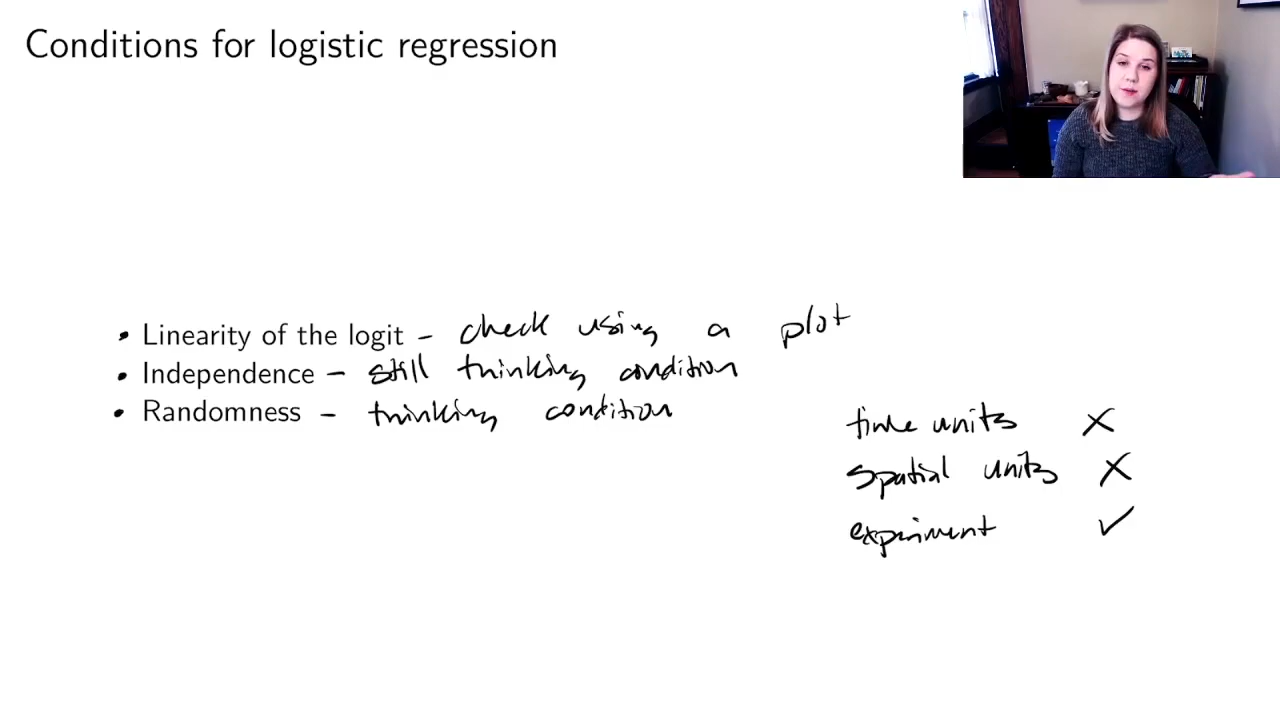 Conditions for logistic regression
• Linearity of the logit – check using a plot
• Independence – still thinking condition
• Randomness – thinking condition
time units X
spatial units X
experiment ✓